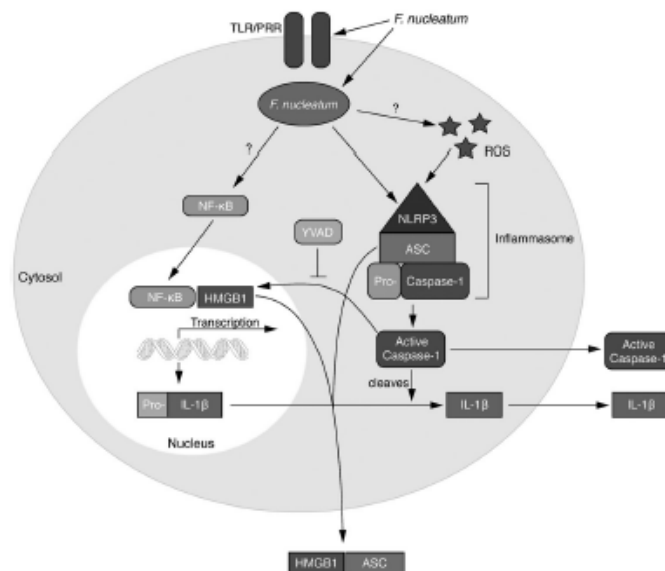 TLR/PRR
F. nucleatum
F. nucleatum
?
?
ROS
NF-κB
NLRP3
YVAD
ASC
Inflammasome
Pro-
Caspase-1
Cytosol
NF-κB
HMGB1
Transcription
Active
Caspase-1
Active
Caspase-1
cleaves
Pro-
IL-1β
IL-1β
IL-1β
Nucleus
HMGB1
ASC